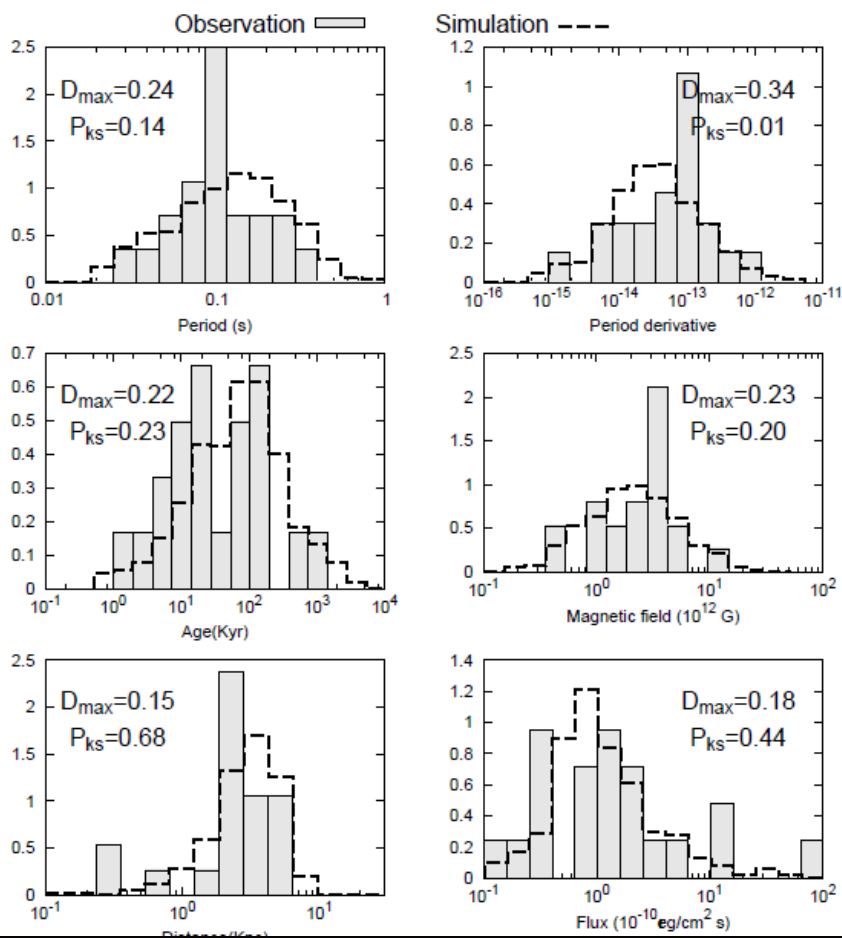 Observation Simulation
2.5 2 1.5 1 0.5 0
D_max=0.24
P_ks=0.14
0.01 0.1 1
Period (s)
1.2 1 0.8 0.6 0.4 0.2 0
D_max=0.34
P_ks=0.01
10^-16 10^-15 10^-14 10^-13 10^-12 10^-11
Period derivative
0.7 0.6 0.5 0.4 0.3 0.2 0.1 0
D_max=0.22
P_ks=0.23
10^-1 10^0 10^1 10^2 10^3 10^4
Age(Kyr)
2.5 2 1.5 1 0.5 0
D_max=0.23
P_ks=0.20
10^-1 10^0 10^1 10^2
Magnetic field (10^12 G)
2.5 2 1.5 1 0.5 0
D_max=0.15
P_ks=0.68
10^-1 10^0 10^1
Distance(Kpc)
1.4 1.2 1 0.8 0.6 0.4 0.2 0
D_max=0.18
P_ks=0.44
10^-1 10^0 10^1 10^2
Flux (10^-10 eg/cm^2 s)